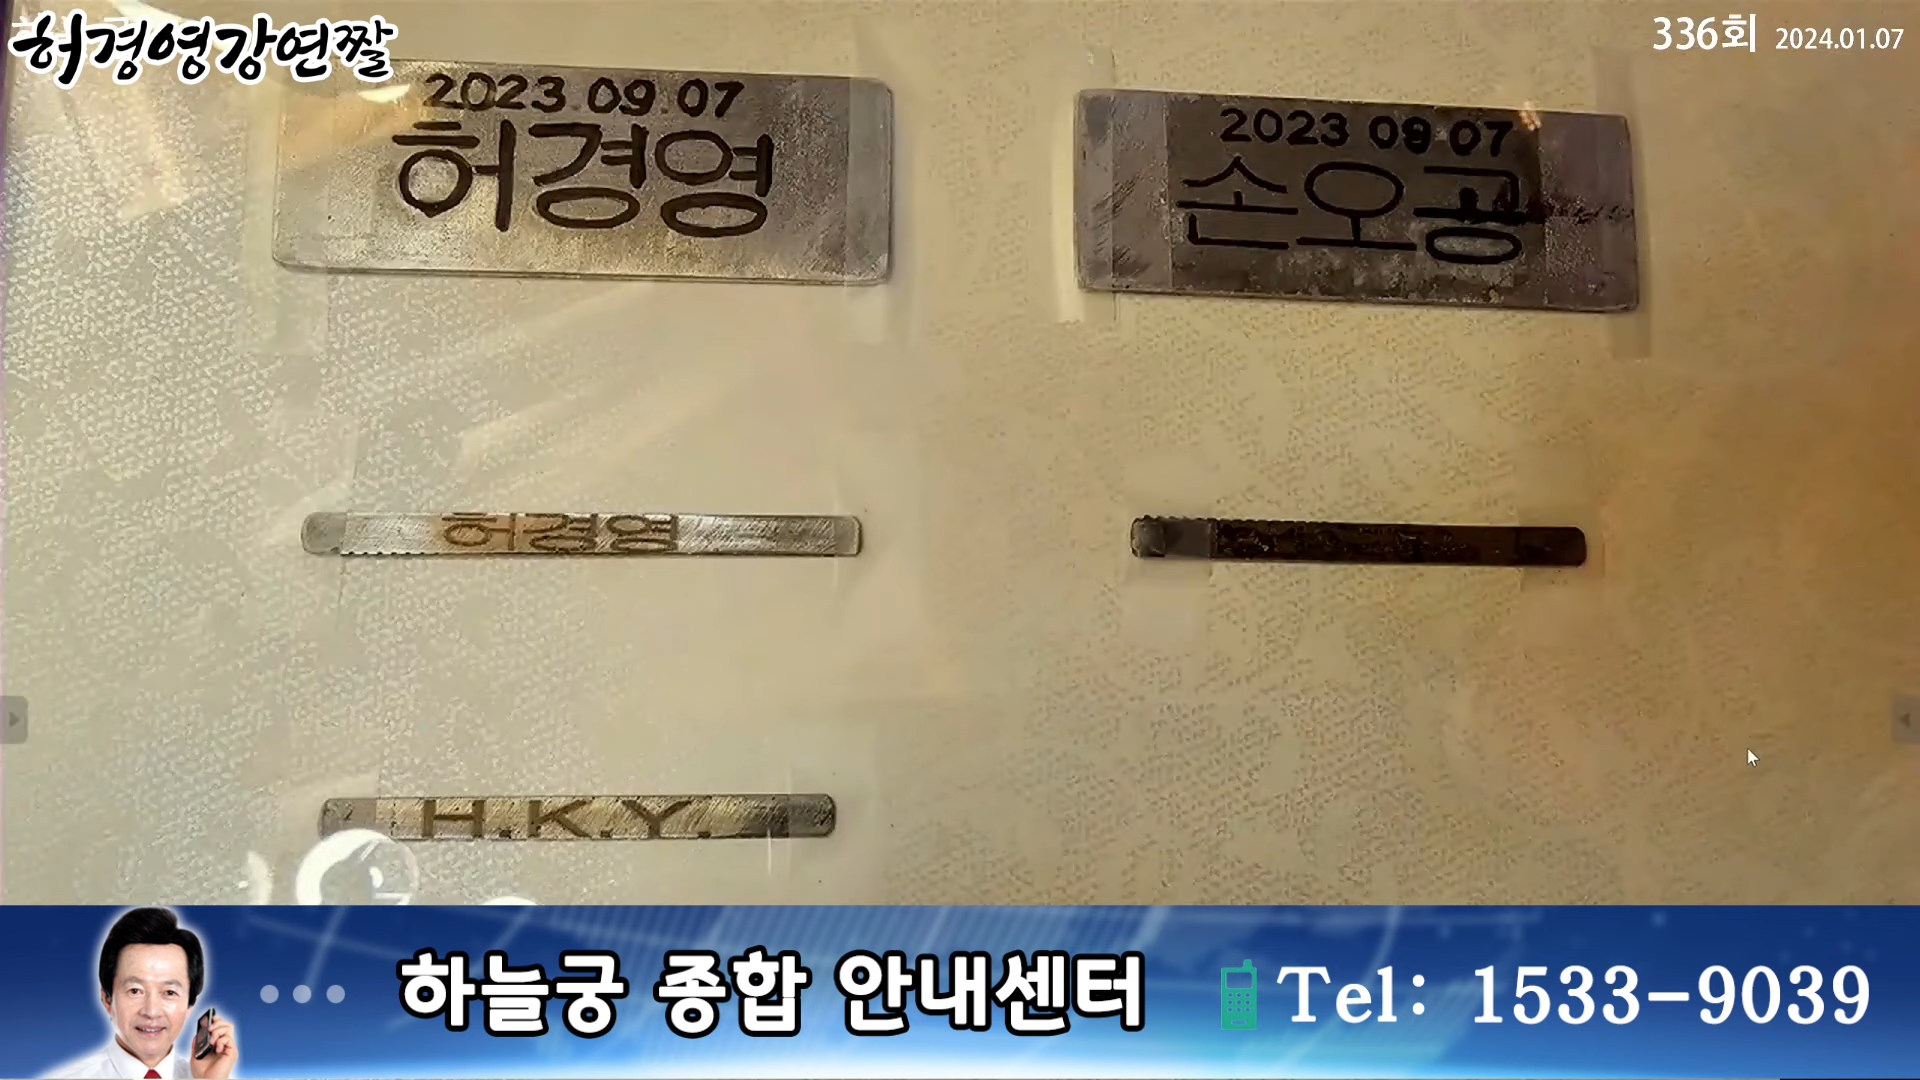 허경영강연짤
336회 2024.01.07
2023.09.07
허경영
2023 09 07
손오공
허경영
H.K.Y.
하늘궁 종합 안내센터
Tel: 1533-9039